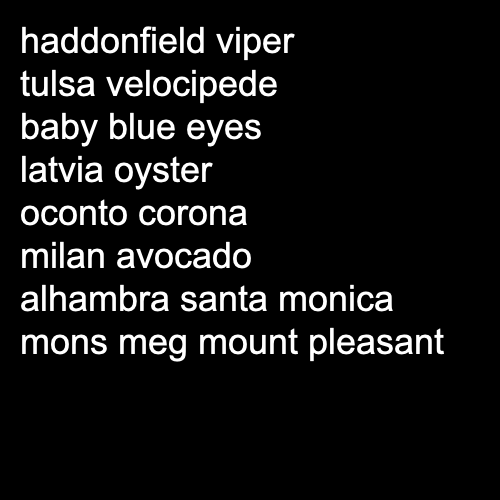 haddonfield viper
tulsa velocipede
baby blue eyes
latvia oyster
oconto corona
milan avocado
alhambra santa monica
mons meg mount pleasant